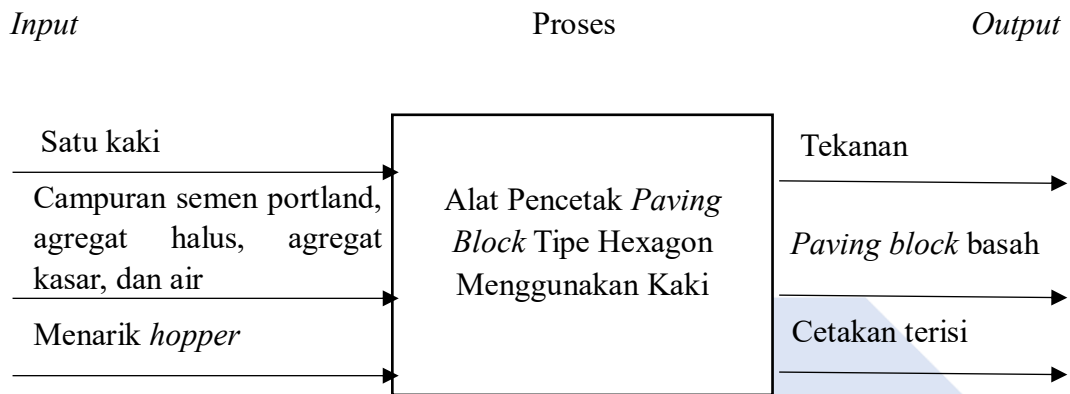 Input Proses Output
Satu kaki
Campuran semen portland,
agregat halus, agregat
kasar, dan air
Menarik hopper
Alat Pencetak Paving
Block Tipe Hexagon
Menggunakan Kaki
Tekanan
Paving block basah
Cetakan terisi